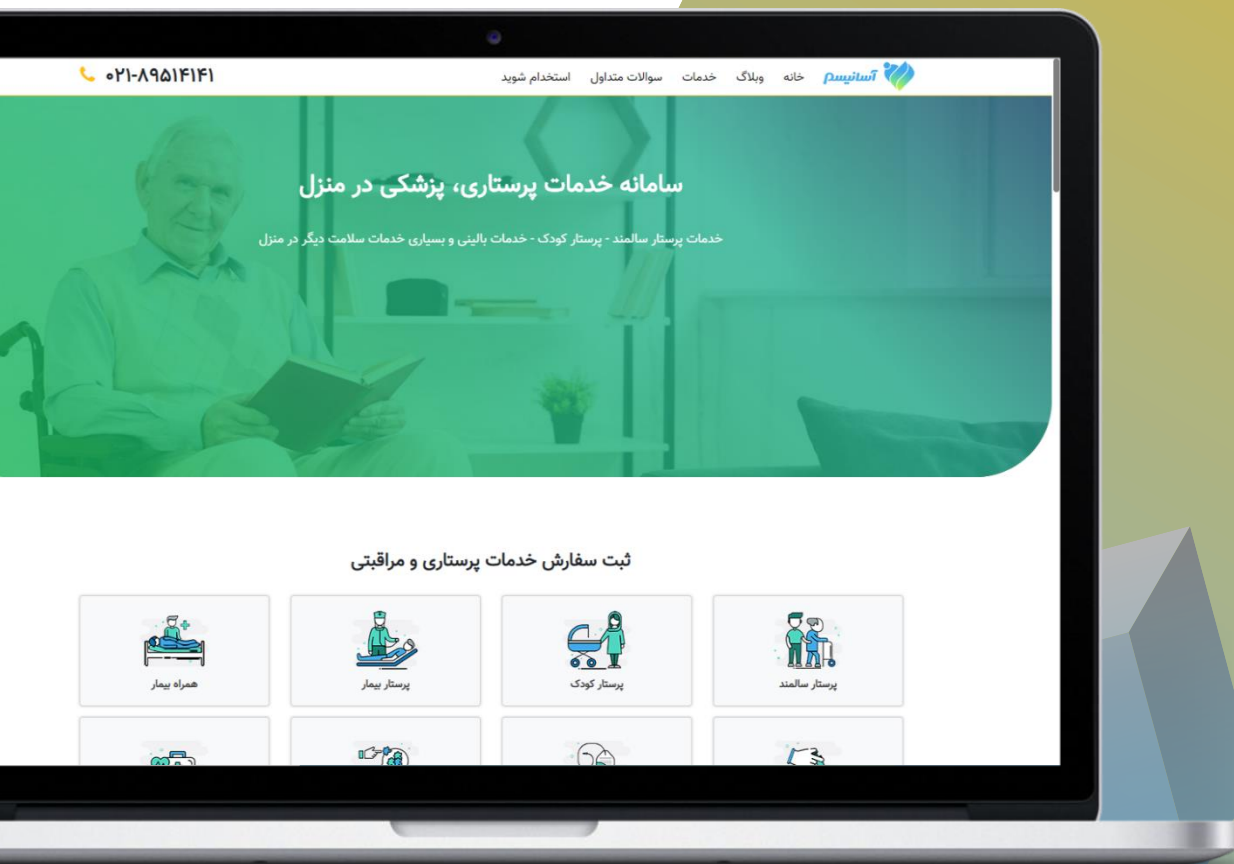 آسانیسم
خانه وبلاگ خدمات سوالات متداول استخدام شوید
۰۲۱-۸۹۵۱۴۱۴۱
سامانه خدمات پرستاری، پزشکی در منزل
خدمات پرستار سالمند - پرستار کودک - خدمات بالینی و بسیاری خدمات سلامت دیگر در منزل
ثبت سفارش خدمات پرستاری و مراقبتی
پرستار سالمند
پرستار کودک
پرستار بیمار
همراه بیمار